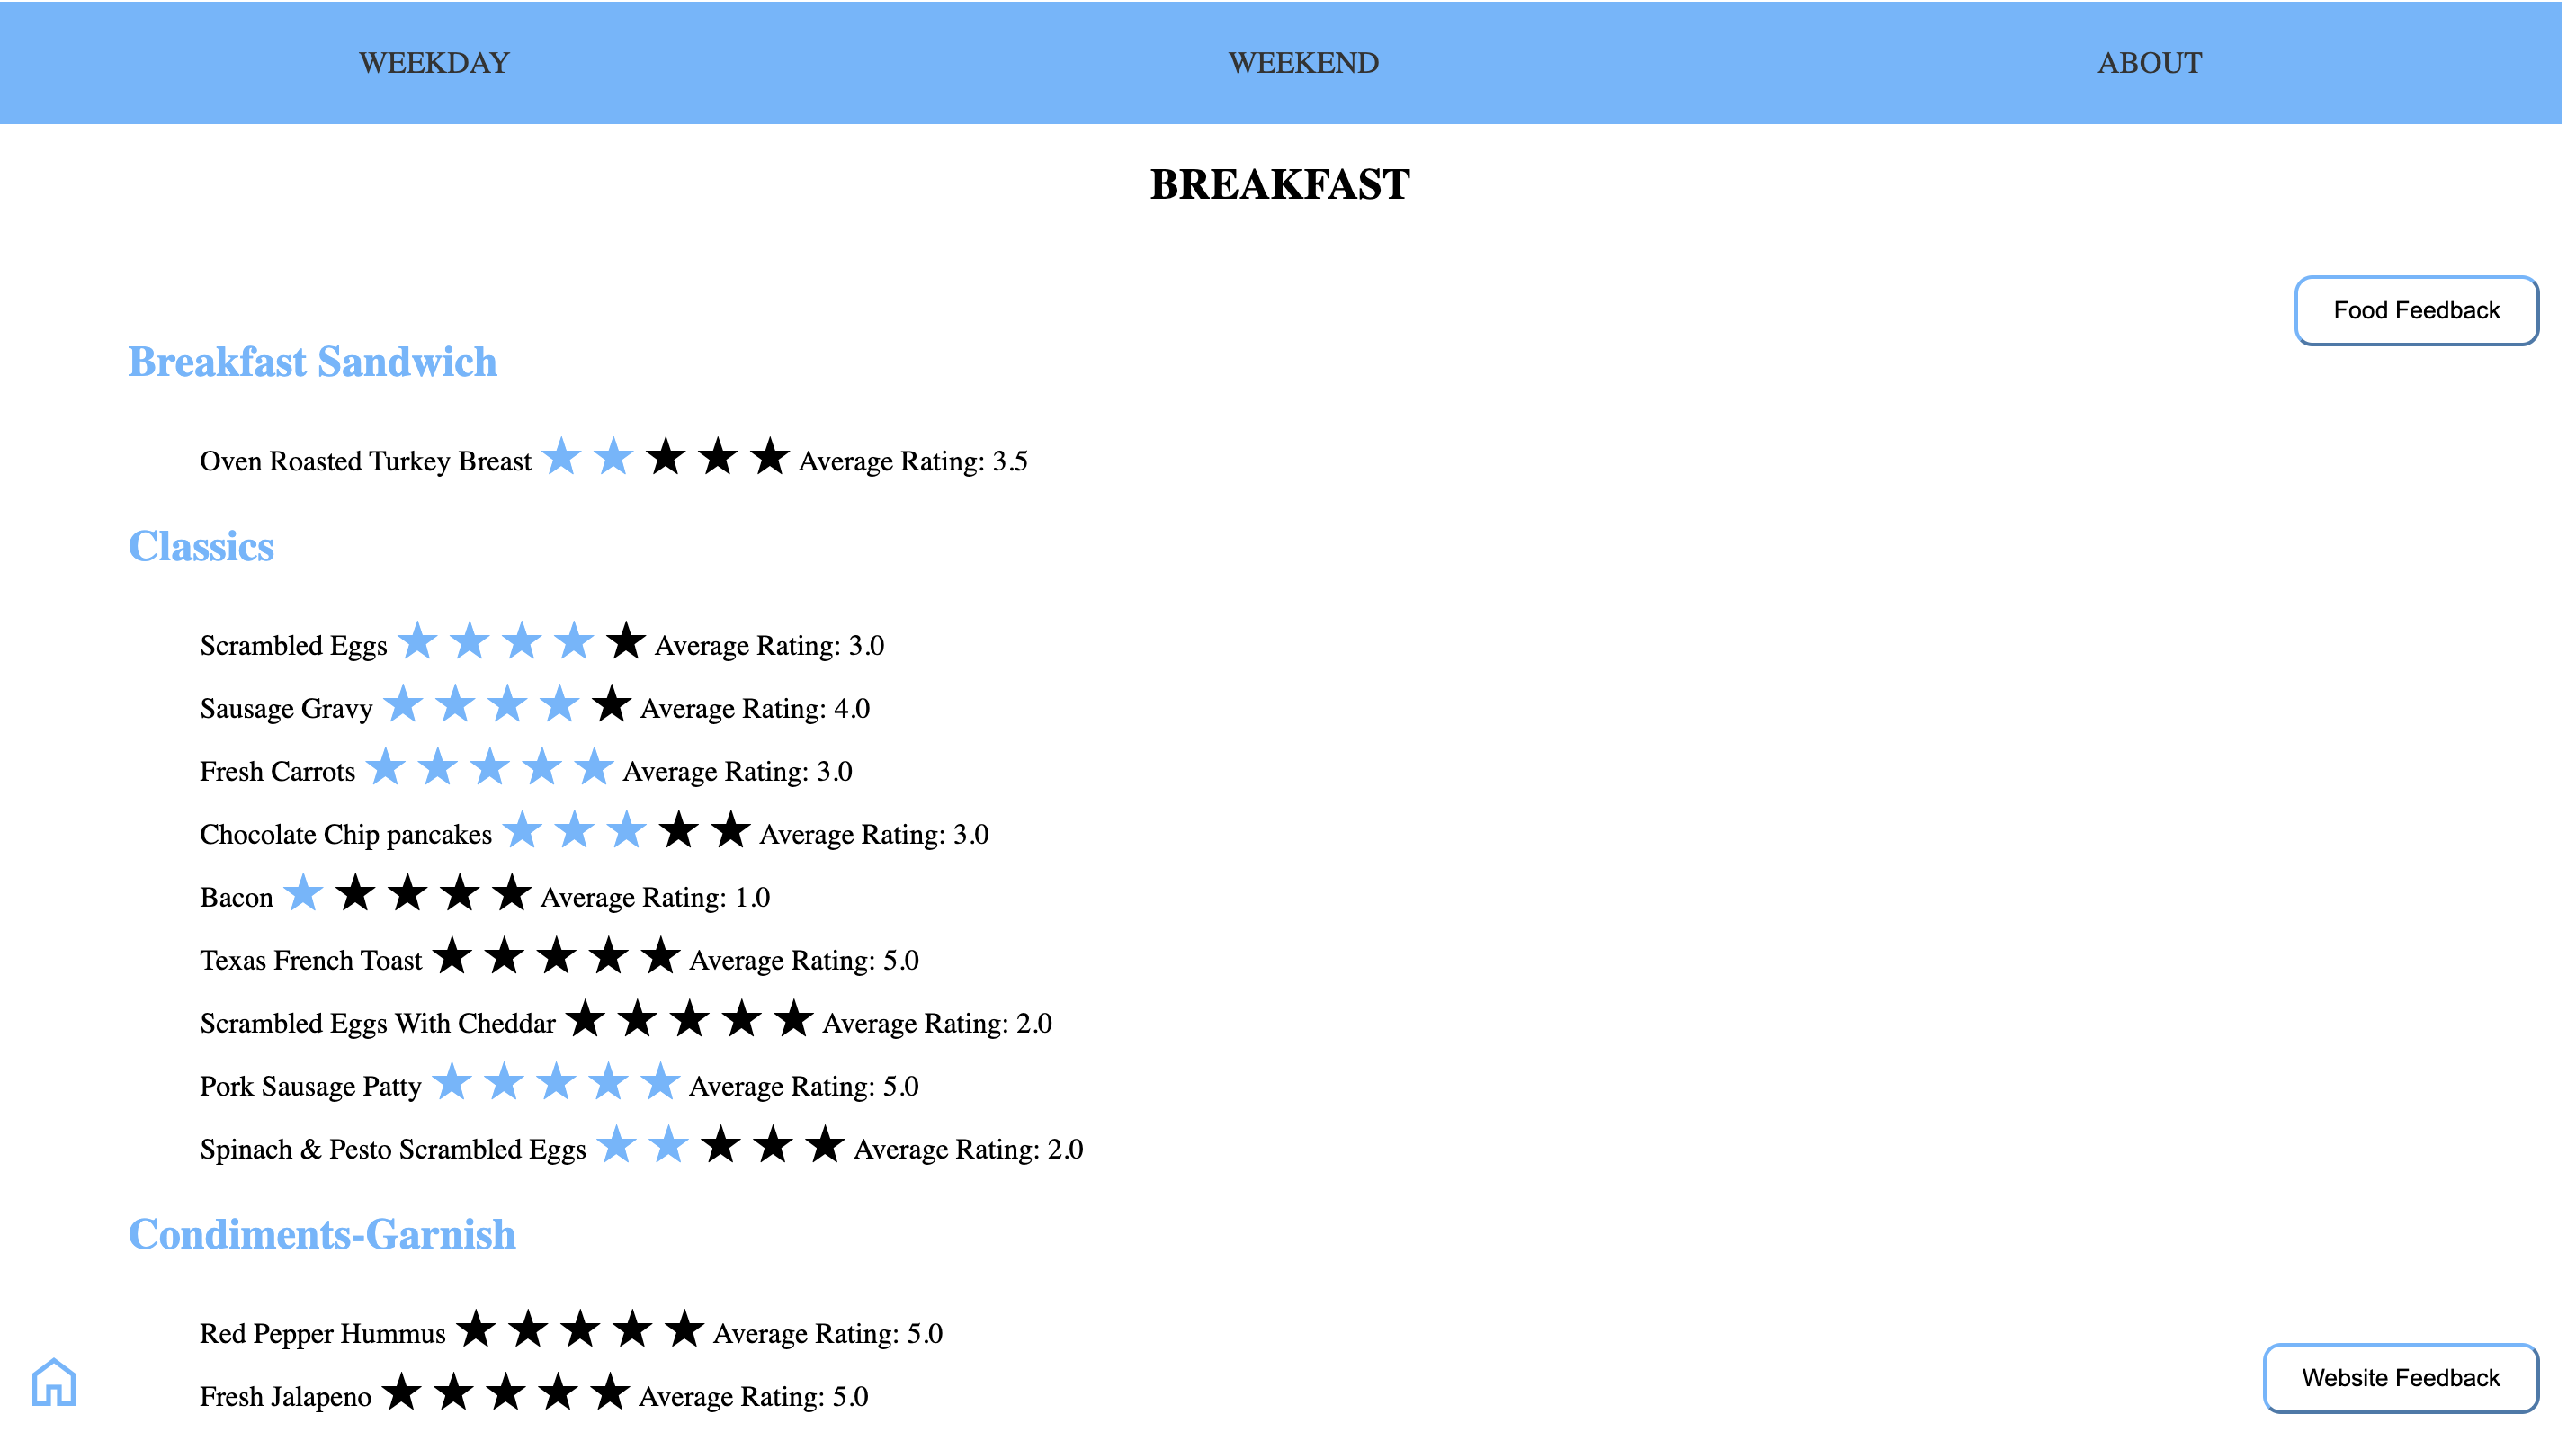 WEEKDAY WEEKEND ABOUT
BREAKFAST
Food Feedback
Breakfast Sandwich
Oven Roasted Turkey Breast ★ ★ ★ ★ ★ Average Rating: 3.5
Classics
Scrambled Eggs ★ ★ ★ ★ ★ Average Rating: 3.0
Sausage Gravy ★ ★ ★ ★ ★ Average Rating: 4.0
Fresh Carrots ★ ★ ★ ★ ★ Average Rating: 3.0
Chocolate Chip pancakes ★ ★ ★ ★ ★ Average Rating: 3.0
Bacon ★ ★ ★ ★ ★ Average Rating: 1.0
Texas French Toast ★ ★ ★ ★ ★ Average Rating: 5.0
Scrambled Eggs With Cheddar ★ ★ ★ ★ ★ Average Rating: 2.0
Pork Sausage Patty ★ ★ ★ ★ ★ Average Rating: 5.0
Spinach & Pesto Scrambled Eggs ★ ★ ★ ★ ★ Average Rating: 2.0
Condiments-Garnish
Red Pepper Hummus ★ ★ ★ ★ ★ Average Rating: 5.0
Fresh Jalapeno ★ ★ ★ ★ ★ Average Rating: 5.0
Website Feedback